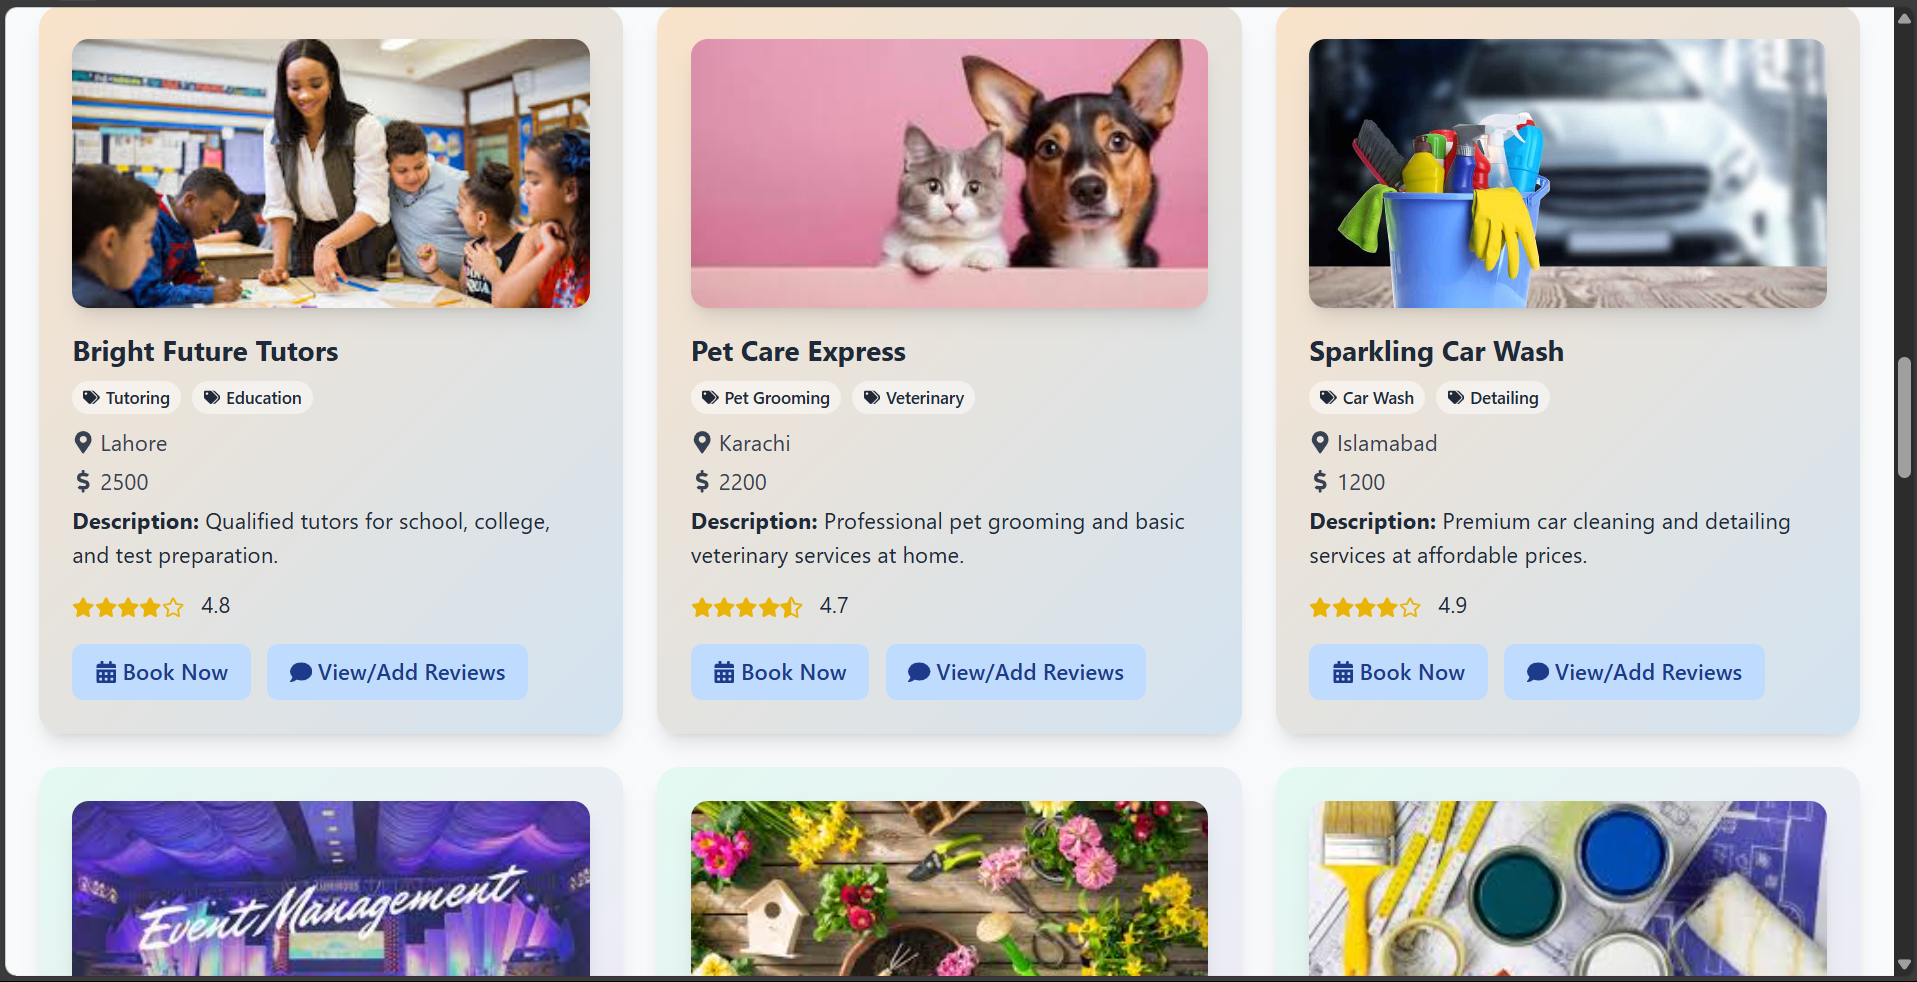 Bright Future Tutors
Tutoring
Education
Lahore
$ 2500
Description: Qualified tutors for school, college,
and test preparation.
4.8
Book Now
View/Add Reviews
Pet Care Express
Pet Grooming
Veterinary
Karachi
$ 2200
Description: Professional pet grooming and basic
veterinary services at home.
4.7
Book Now
View/Add Reviews
Sparkling Car Wash
Car Wash
Detailing
Islamabad
$ 1200
Description: Premium car cleaning and detailing
services at affordable prices.
4.9
Book Now
View/Add Reviews
Event Management